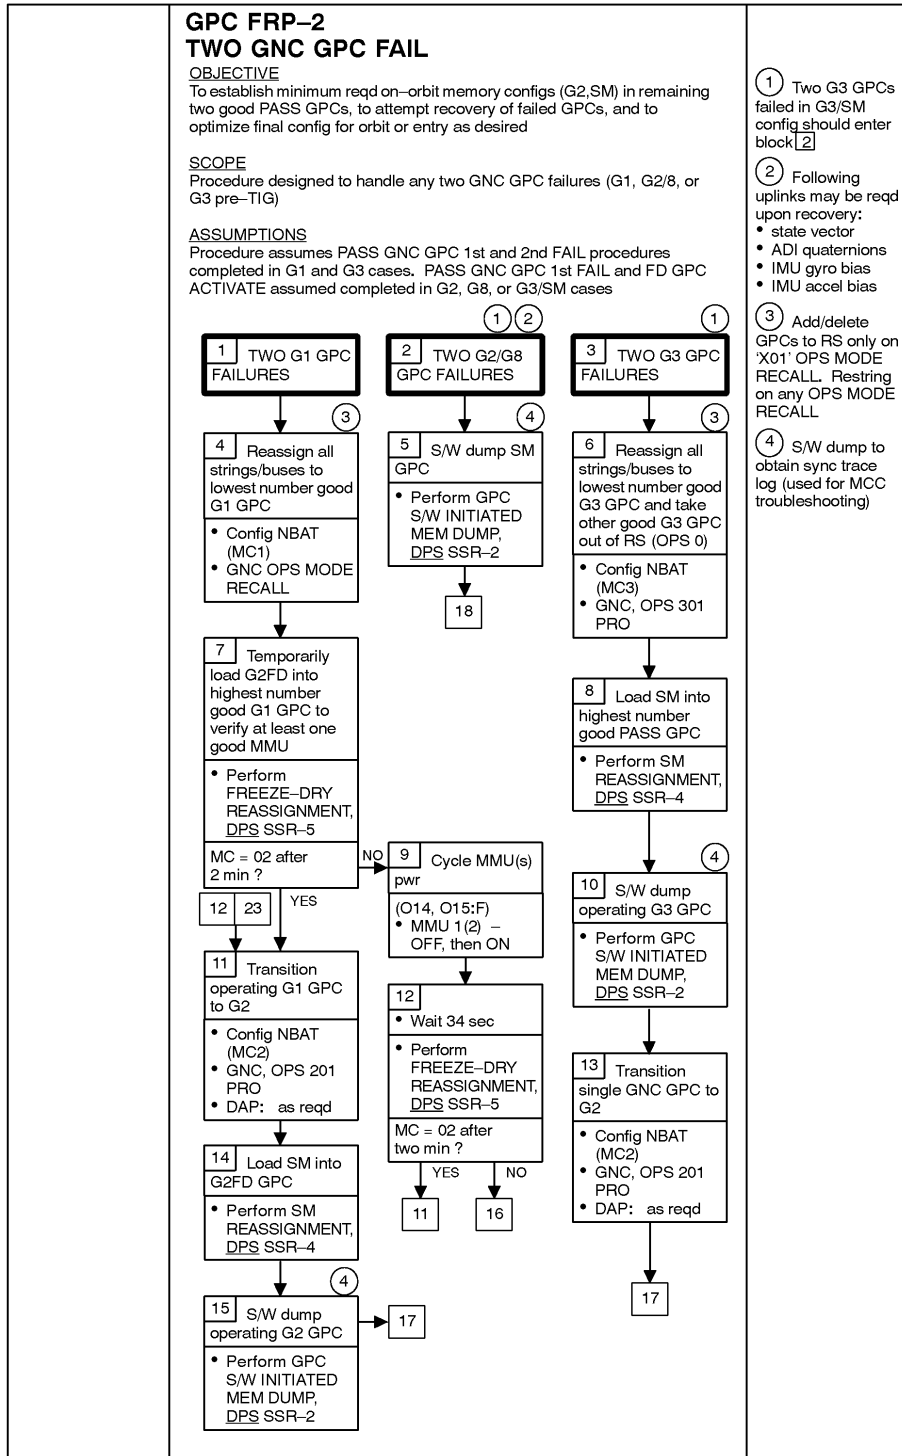 GPC FRP–2
TWO GNC GPC FAIL
OBJECTIVE
To establish minimum reqd on–orbit memory configs (G2,SM) in remaining
two good PASS GPCs, to attempt recovery of failed GPCs, and to
optimize final config for orbit or entry as desired
SCOPE
Procedure designed to handle any two GNC GPC failures (G1, G2/8, or
G3 pre–TIG)
ASSUMPTIONS
Procedure assumes PASS GNC GPC 1st and 2nd FAIL procedures
completed in G1 and G3 cases. PASS GNC GPC 1st FAIL and FD GPC
ACTIVATE assumed completed in G2, G8, or G3/SM cases
1 TWO G1 GPC
FAILURES
1 2
2 TWO G2/G8
GPC FAILURES
1
3 TWO G3 GPC
FAILURES
3
4 Reassign all
strings/buses to
lowest number good
G1 GPC
• Config NBAT
(MC1)
• GNC OPS MODE
RECALL
4
5 S/W dump SM
GPC
• Perform GPC
S/W INITIATED
MEM DUMP,
DPS SSR–2
18
3
6 Reassign all
strings/buses to
lowest number good
G3 GPC and take
other good G3 GPC
out of RS (OPS 0)
• Config NBAT
(MC3)
• GNC, OPS 301
PRO
7 Temporarily
load G2FD into
highest number
good G1 GPC to
verify at least one
good MMU
• Perform
FREEZE–DRY
REASSIGNMENT,
DPS SSR–5
MC = 02 after
2 min ?
NO
YES
8 Load SM into
highest number
good PASS GPC
• Perform SM
REASSIGNMENT,
DPS SSR–4
9 Cycle MMU(s)
pwr
(O14, O15:F)
• MMU 1(2) –
OFF, then ON
4
10 S/W dump
operating G3 GPC
• Perform GPC
S/W INITIATED
MEM DUMP,
DPS SSR–2
12 23
11 Transition
operating G1 GPC
to G2
• Config NBAT
(MC2)
• GNC, OPS 201
PRO
• DAP: as reqd
12
• Wait 34 sec
• Perform
FREEZE–DRY
REASSIGNMENT,
DPS SSR–5
MC = 02 after
two min ?
YES
NO
11
16
13 Transition
single GNC GPC to
G2
• Config NBAT
(MC2)
• GNC, OPS 201
PRO
• DAP: as reqd
17
14 Load SM into
G2FD GPC
• Perform SM
REASSIGNMENT,
DPS SSR–4
4
15 S/W dump
operating G2 GPC
• Perform GPC
S/W INITIATED
MEM DUMP,
DPS SSR–2
17
1 Two G3 GPCs
failed in G3/SM
config should enter
block 2
2 Following
uplinks may be reqd
upon recovery:
• state vector
• ADI quaternions
• IMU gyro bias
• IMU accel bias
3 Add/delete
GPCs to RS only on
'X01' OPS MODE
RECALL. Restring
on any OPS MODE
RECALL
4 S/W dump to
obtain sync trace
log (used for MCC
troubleshooting)